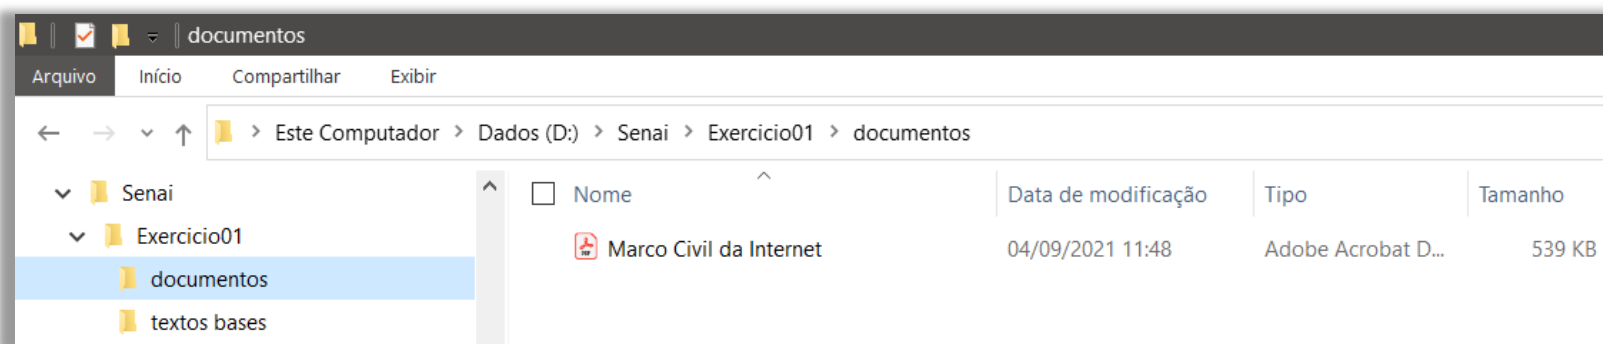 documentos
Arquivo Início Compartilhar Exibir
Este Computador > Dados (D:) > Senai > Exercicio01 > documentos
Senai
Exercicio01
documentos
textos bases
Nome Data de modificação Tipo Tamanho
Marco Civil da Internet 04/09/2021 11:48 Adobe Acrobat D... 539 KB